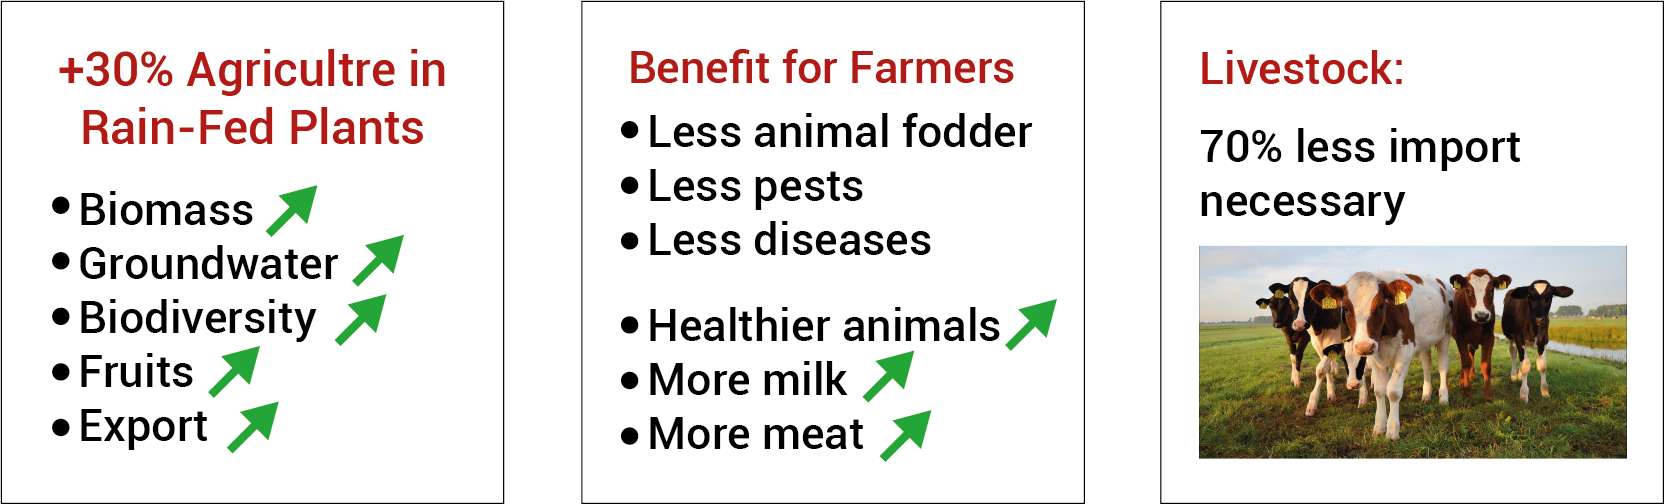 +30% Agricultre in
Rain-Fed Plants
• Biomass
• Groundwater
• Biodiversity
• Fruits
• Export
Benefit for Farmers
• Less animal fodder
• Less pests
• Less diseases
• Healthier animals
• More milk
• More meat
Livestock:
70% less import
necessary